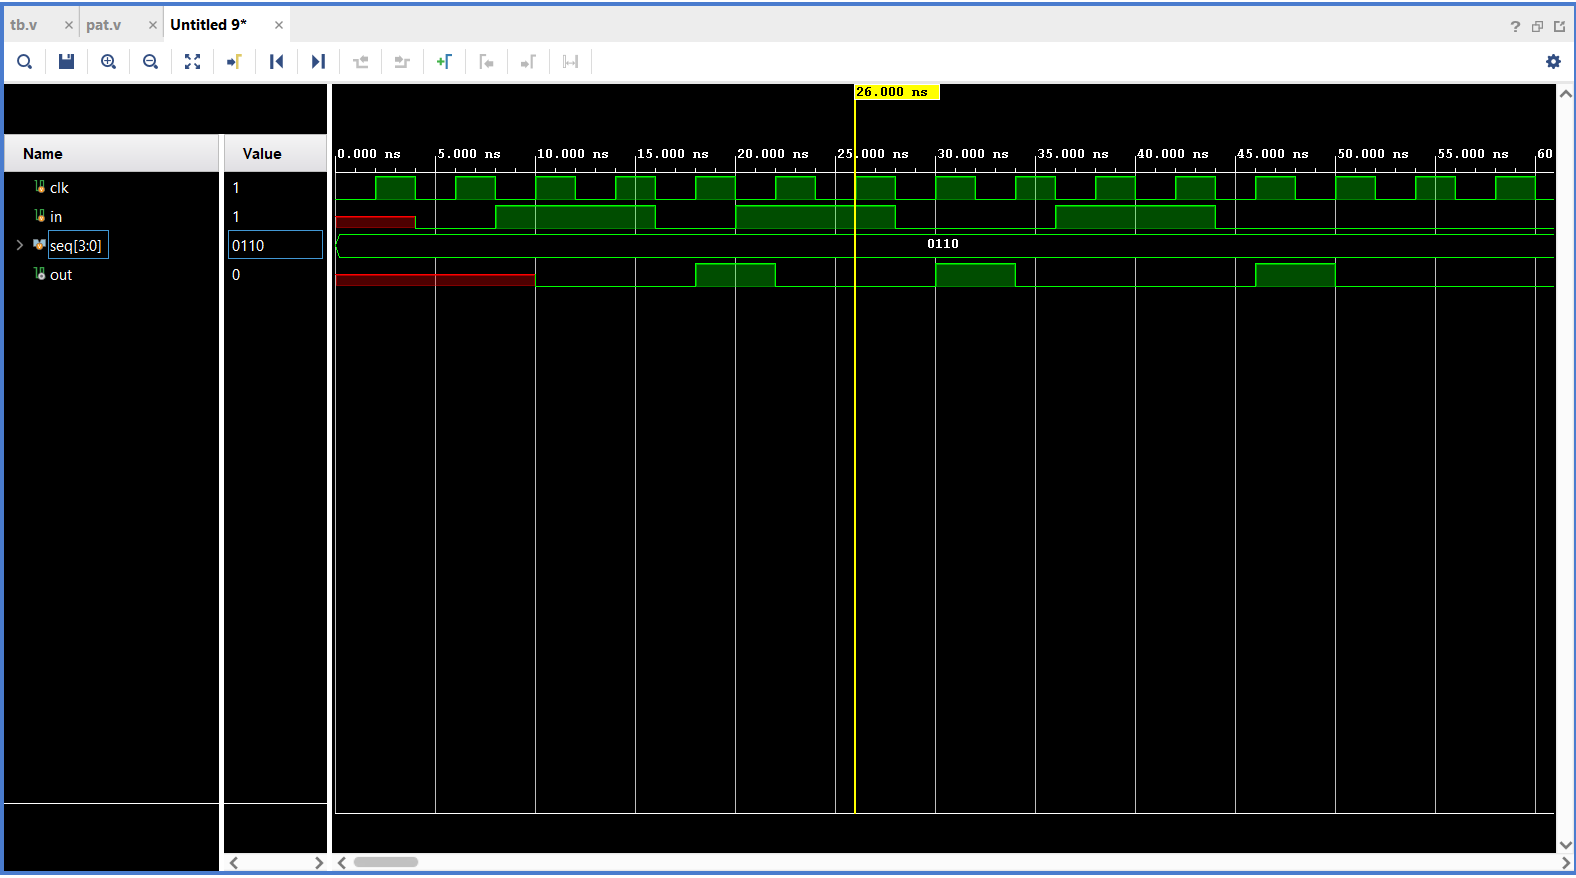 tb.v × pat.v × Untitled 9* ×
?
26.000 ns
Name Value
0.000 ns 5.000 ns 10.000 ns 15.000 ns 20.000 ns 25.000 ns 30.000 ns 35.000 ns 40.000 ns 45.000 ns 50.000 ns 55.000 ns 60
clk 1
in 1
seq[3:0] 0110 0110
out 0